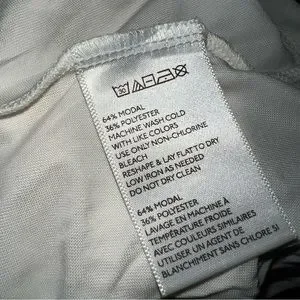 30
64% MODAL
36% POLYESTER
MACHINE WASH COLD
WITH LIKE COLORS
USE ONLY NON-CHLORINE
BLEACH
RESHAPE & LAY FLAT TO DRY
LOW IRON AS NEEDED
DO NOT DRY CLEAN
64% MODAL
36% POLYESTER
LAVAGE EN MACHINE À
TEMPÉRATURE FROIDE
AVEC COULEURS SIMILAIRES
UTILISER UN AGENT DE
BLANCHIMENT SANS CHLORE SI